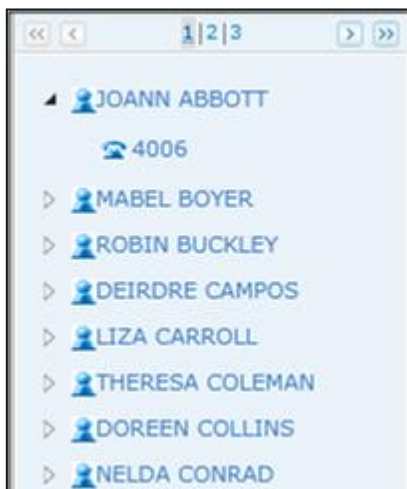 1|2|3
JOANN ABBOTT
4006
MABEL BOYER
ROBIN BUCKLEY
DEIRDRE CAMPOS
LIZA CARROLL
THERESA COLEMAN
DOREEN COLLINS
NELDA CONRAD